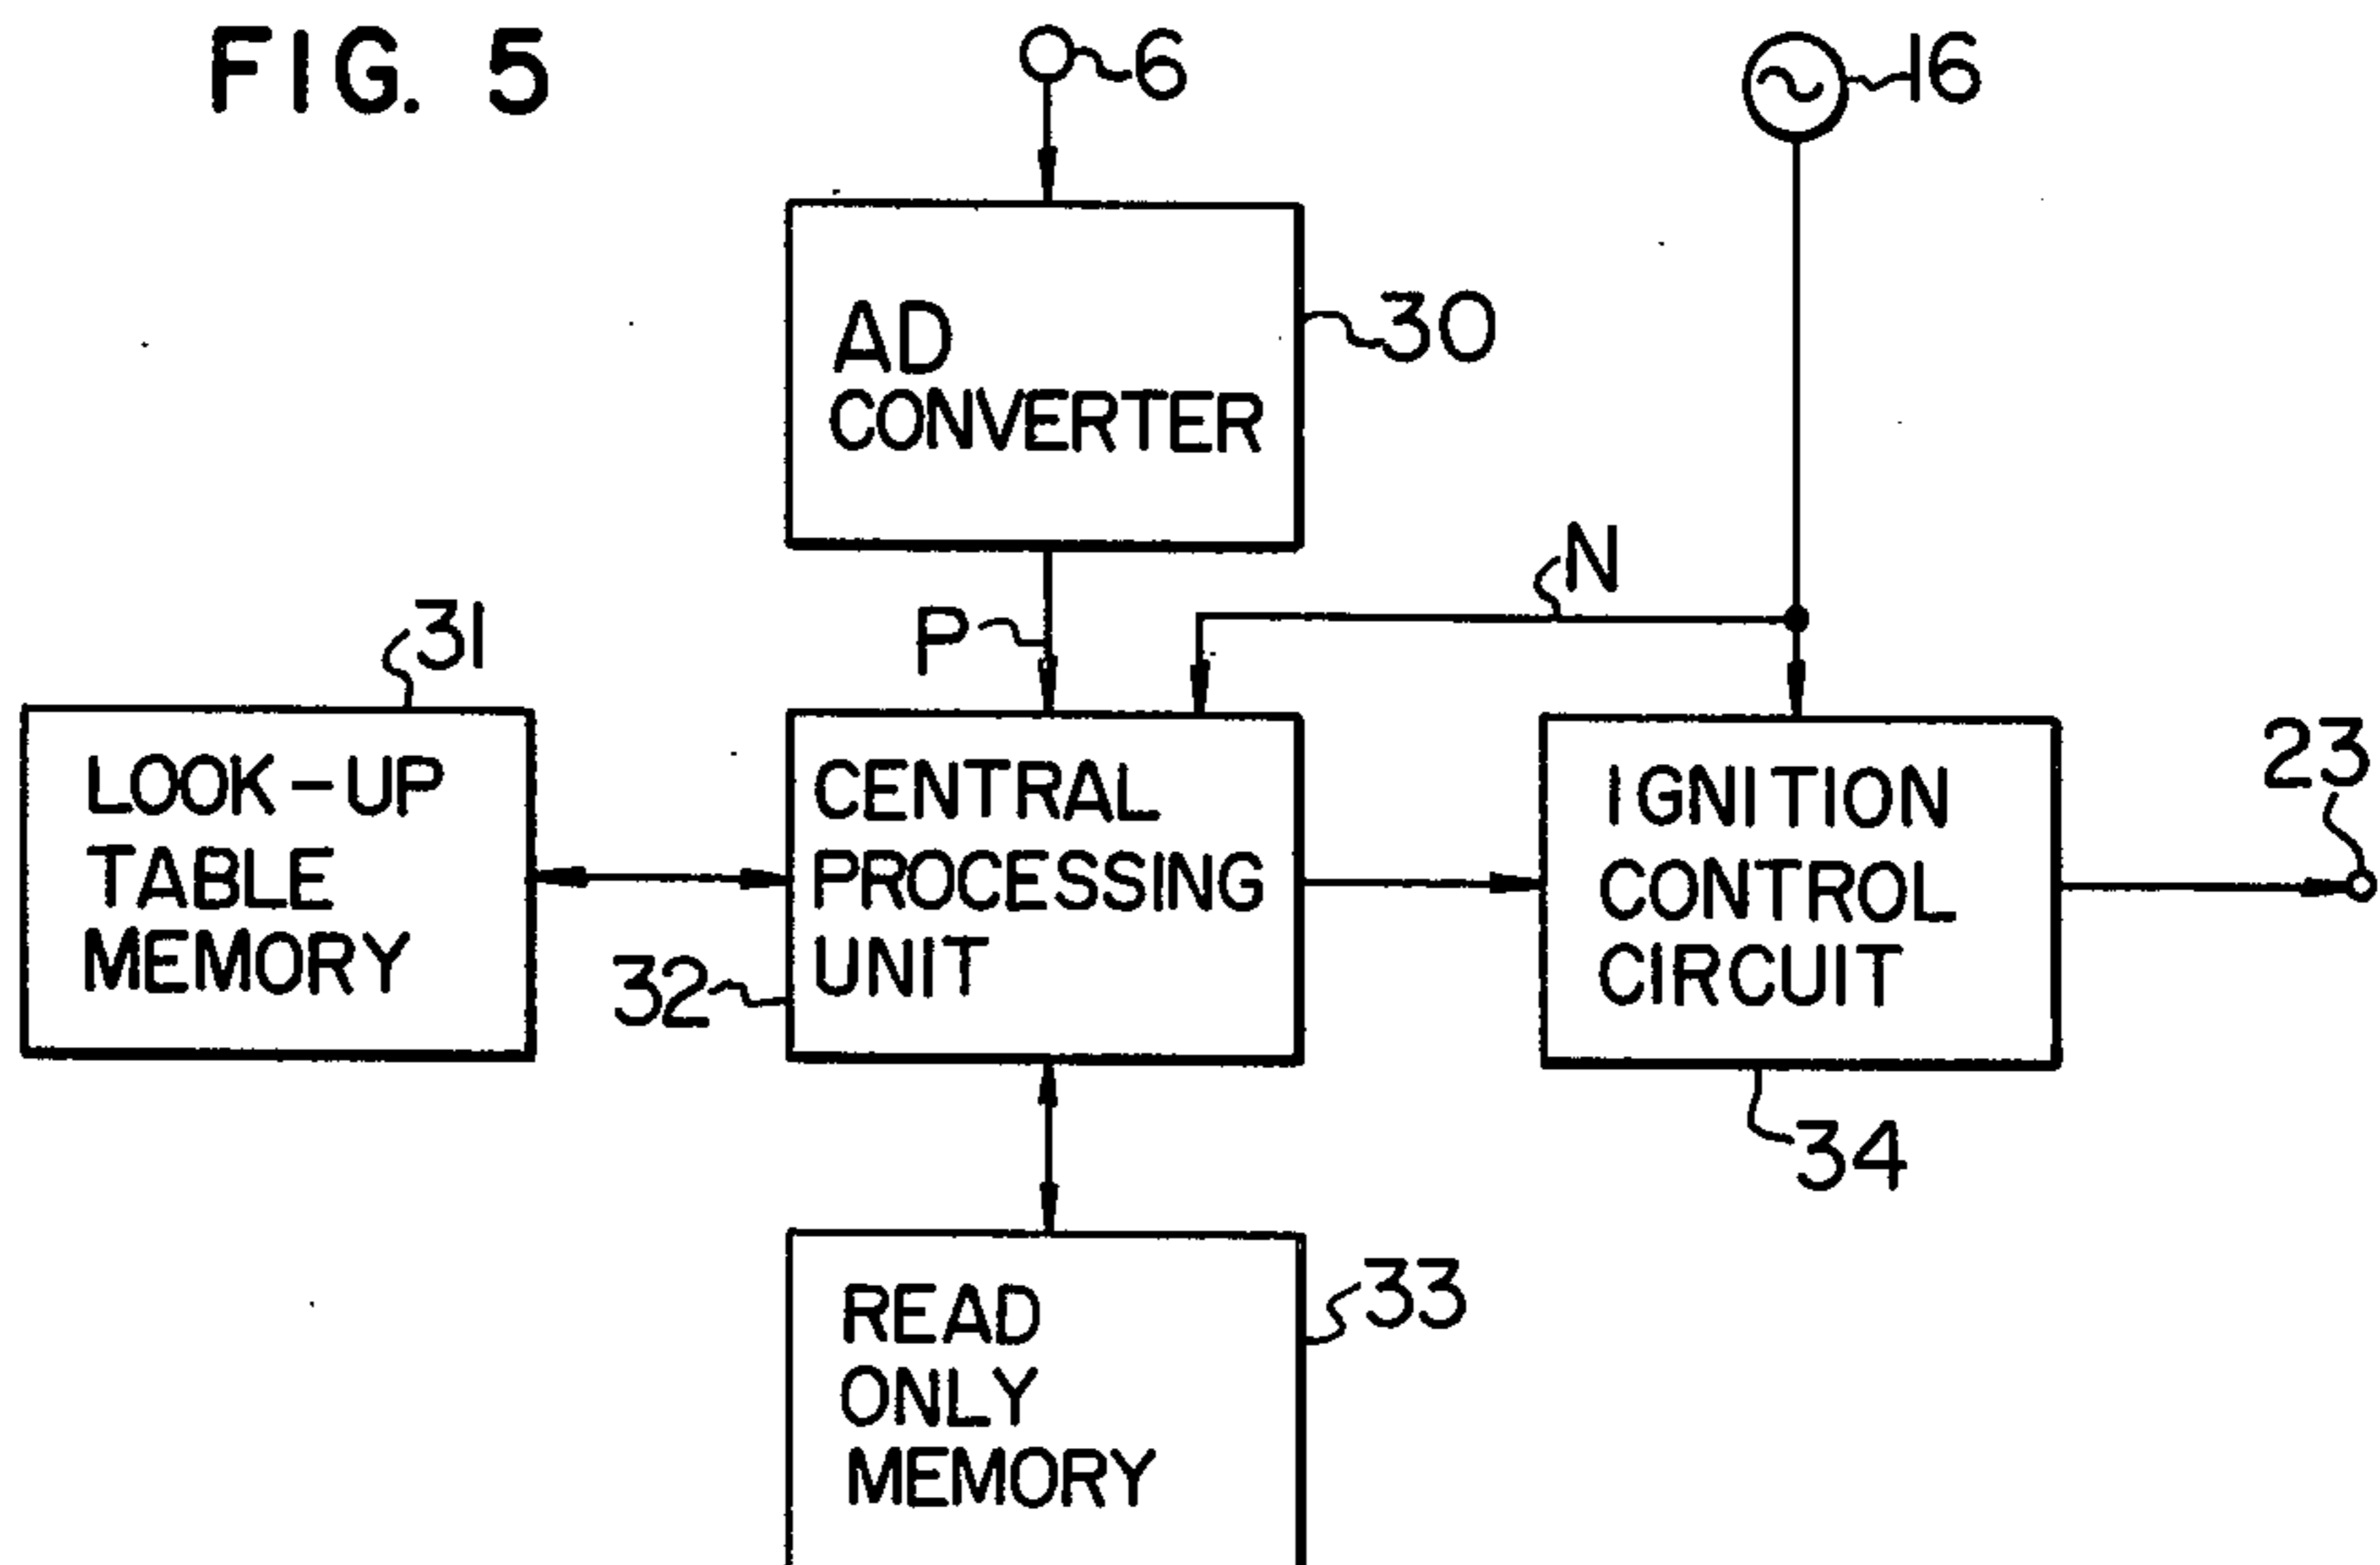 FIG. 5
6
16
AD
CONVERTER
30
N
P
31
LOOK-UP
TABLE
MEMORY
CENTRAL
PROCESSING
UNIT
32
IGNITION
CONTROL
CIRCUIT
23
34
READ
ONLY
MEMORY
33